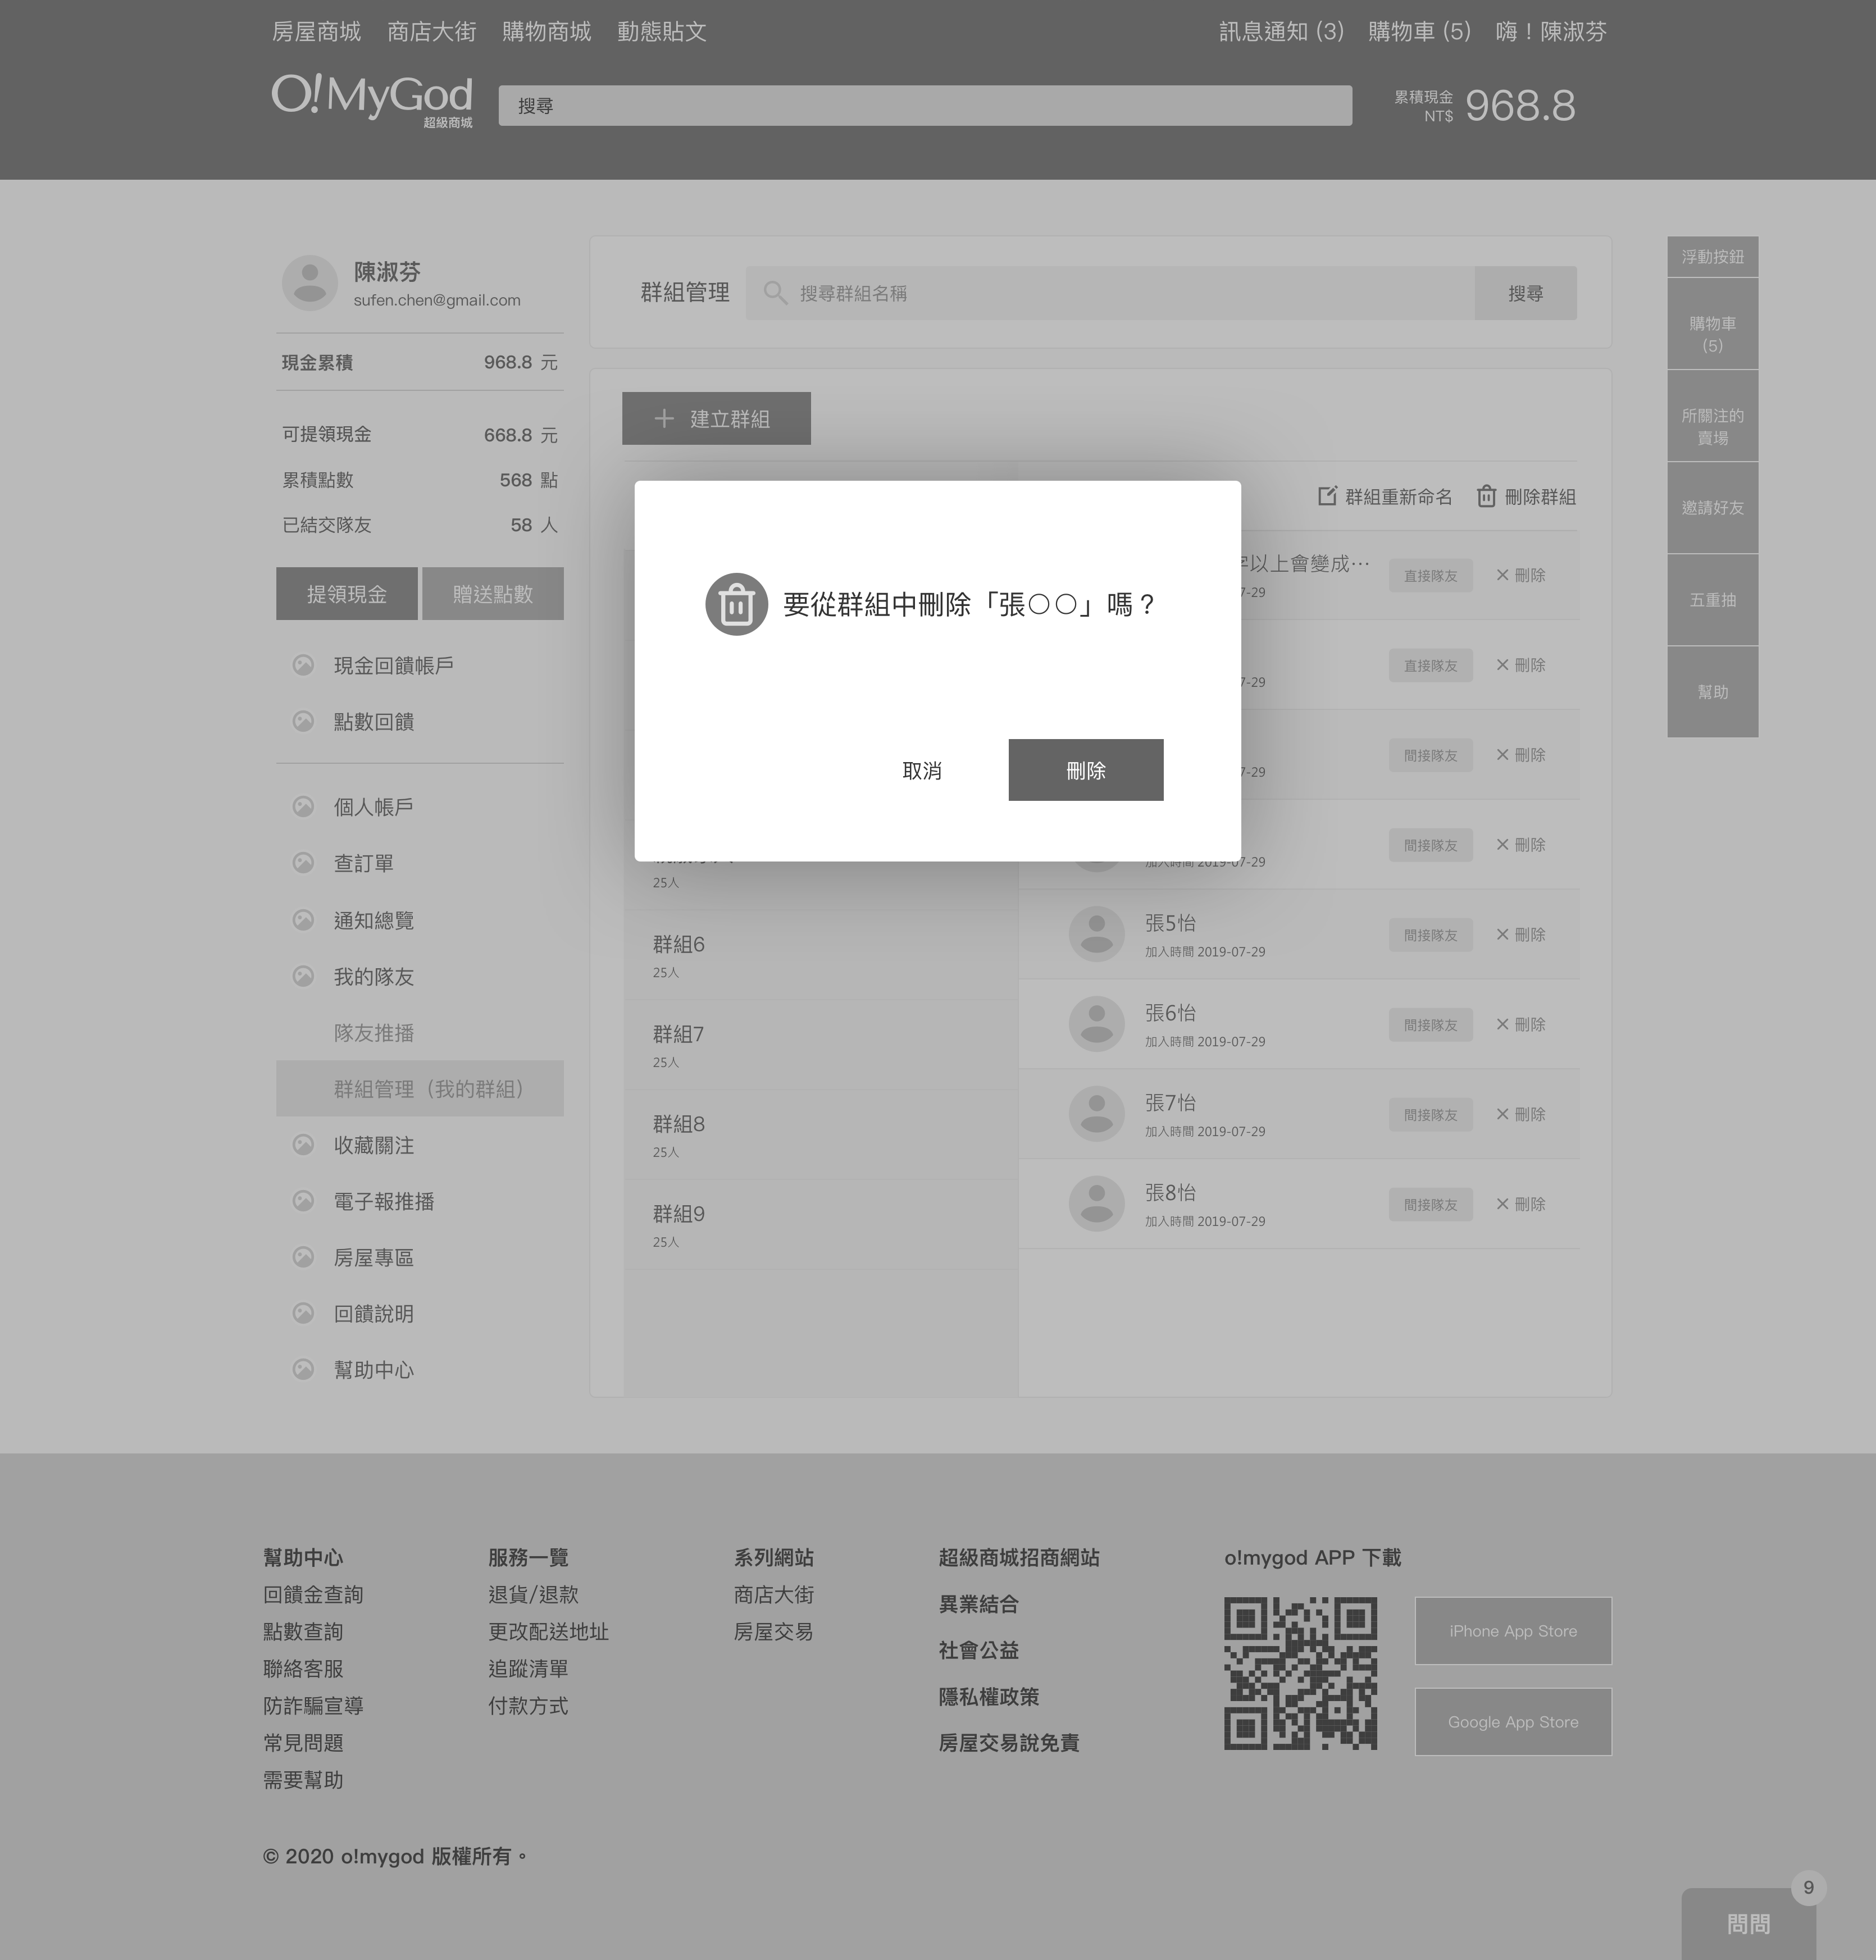 房屋商城 商店大街 購物商城 動態貼文 訊息通知 (3) 購物車 (5) 嗨！陳淑芬
O!MyGod
超級商城
搜尋
累積現金
NT$
968.8
陳淑芬
sufen.chen@gmail.com
現金累積 968.8 元
可提領現金 668.8 元
累積點數 568 點
已結交隊友 58 人
提領現金 贈送點數
現金回饋帳戶
點數回饋
個人帳戶
查訂單
通知總覽
我的隊友
隊友推播
群組管理（我的群組）
收藏關注
電子報推播
房屋專區
回饋說明
幫助中心
群組管理 搜尋群組名稱 搜尋
建立群組
群組重新命名 刪除群組
要從群組中刪除「張○○」嗎？
取消 刪除
25人
群組6
25人
群組7
25人
群組8
25人
群組9
25人
以上會變成⋯ 直接隊友 刪除
7-29
直接隊友 刪除
7-29
間接隊友 刪除
7-29
間接隊友 刪除
加入時間 2019-07-29
張5怡
加入時間 2019-07-29
間接隊友 刪除
張6怡
加入時間 2019-07-29
間接隊友 刪除
張7怡
加入時間 2019-07-29
間接隊友 刪除
張8怡
加入時間 2019-07-29
間接隊友 刪除
浮動按鈕
購物車
(5)
所關注的
賣場
邀請好友
五重抽
幫助
幫助中心
回饋金查詢
點數查詢
聯絡客服
防詐騙宣導
常見問題
需要幫助
服務一覽
退貨/退款
更改配送地址
追蹤清單
付款方式
系列網站
商店大街
房屋交易
超級商城招商網站
異業結合
社會公益
隱私權政策
房屋交易說免責
o!mygod APP 下載
iPhone App Store
Google App Store
© 2020 o!mygod 版權所有。
9
問問